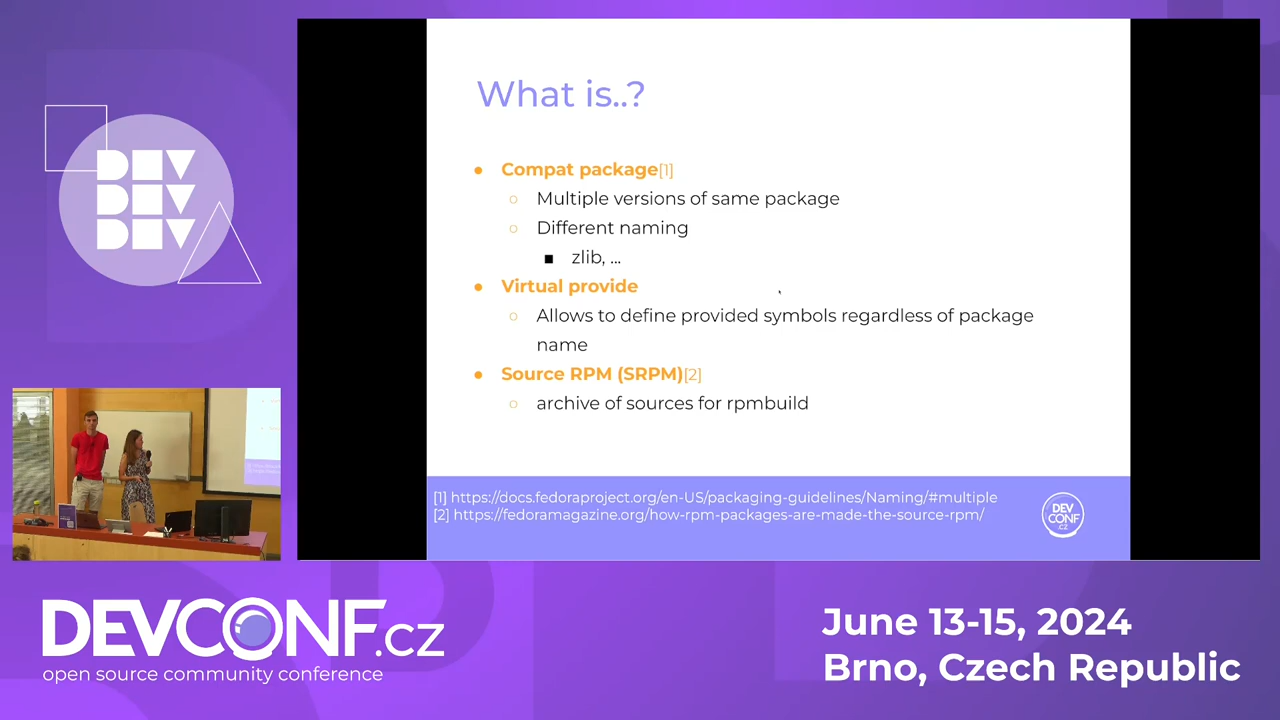 What is..?
Compat package[1]
Multiple versions of same package
Different naming
zlib, ...
Virtual provide
Allows to define provided symbols regardless of package
name
Source RPM (SRPM)[2]
archive of sources for rpmbuild
[1] https://docs.fedoraproject.org/en-US/packaging-guidelines/Naming/#multiple
[2] https://fedoramagazine.org/how-rpm-packages-are-made-the-source-rpm/
DEV
CONF
.cz
DEV
DEV
DEV
DEVCONF.cz
open source community conference
June 13-15, 2024
Brno, Czech Republic